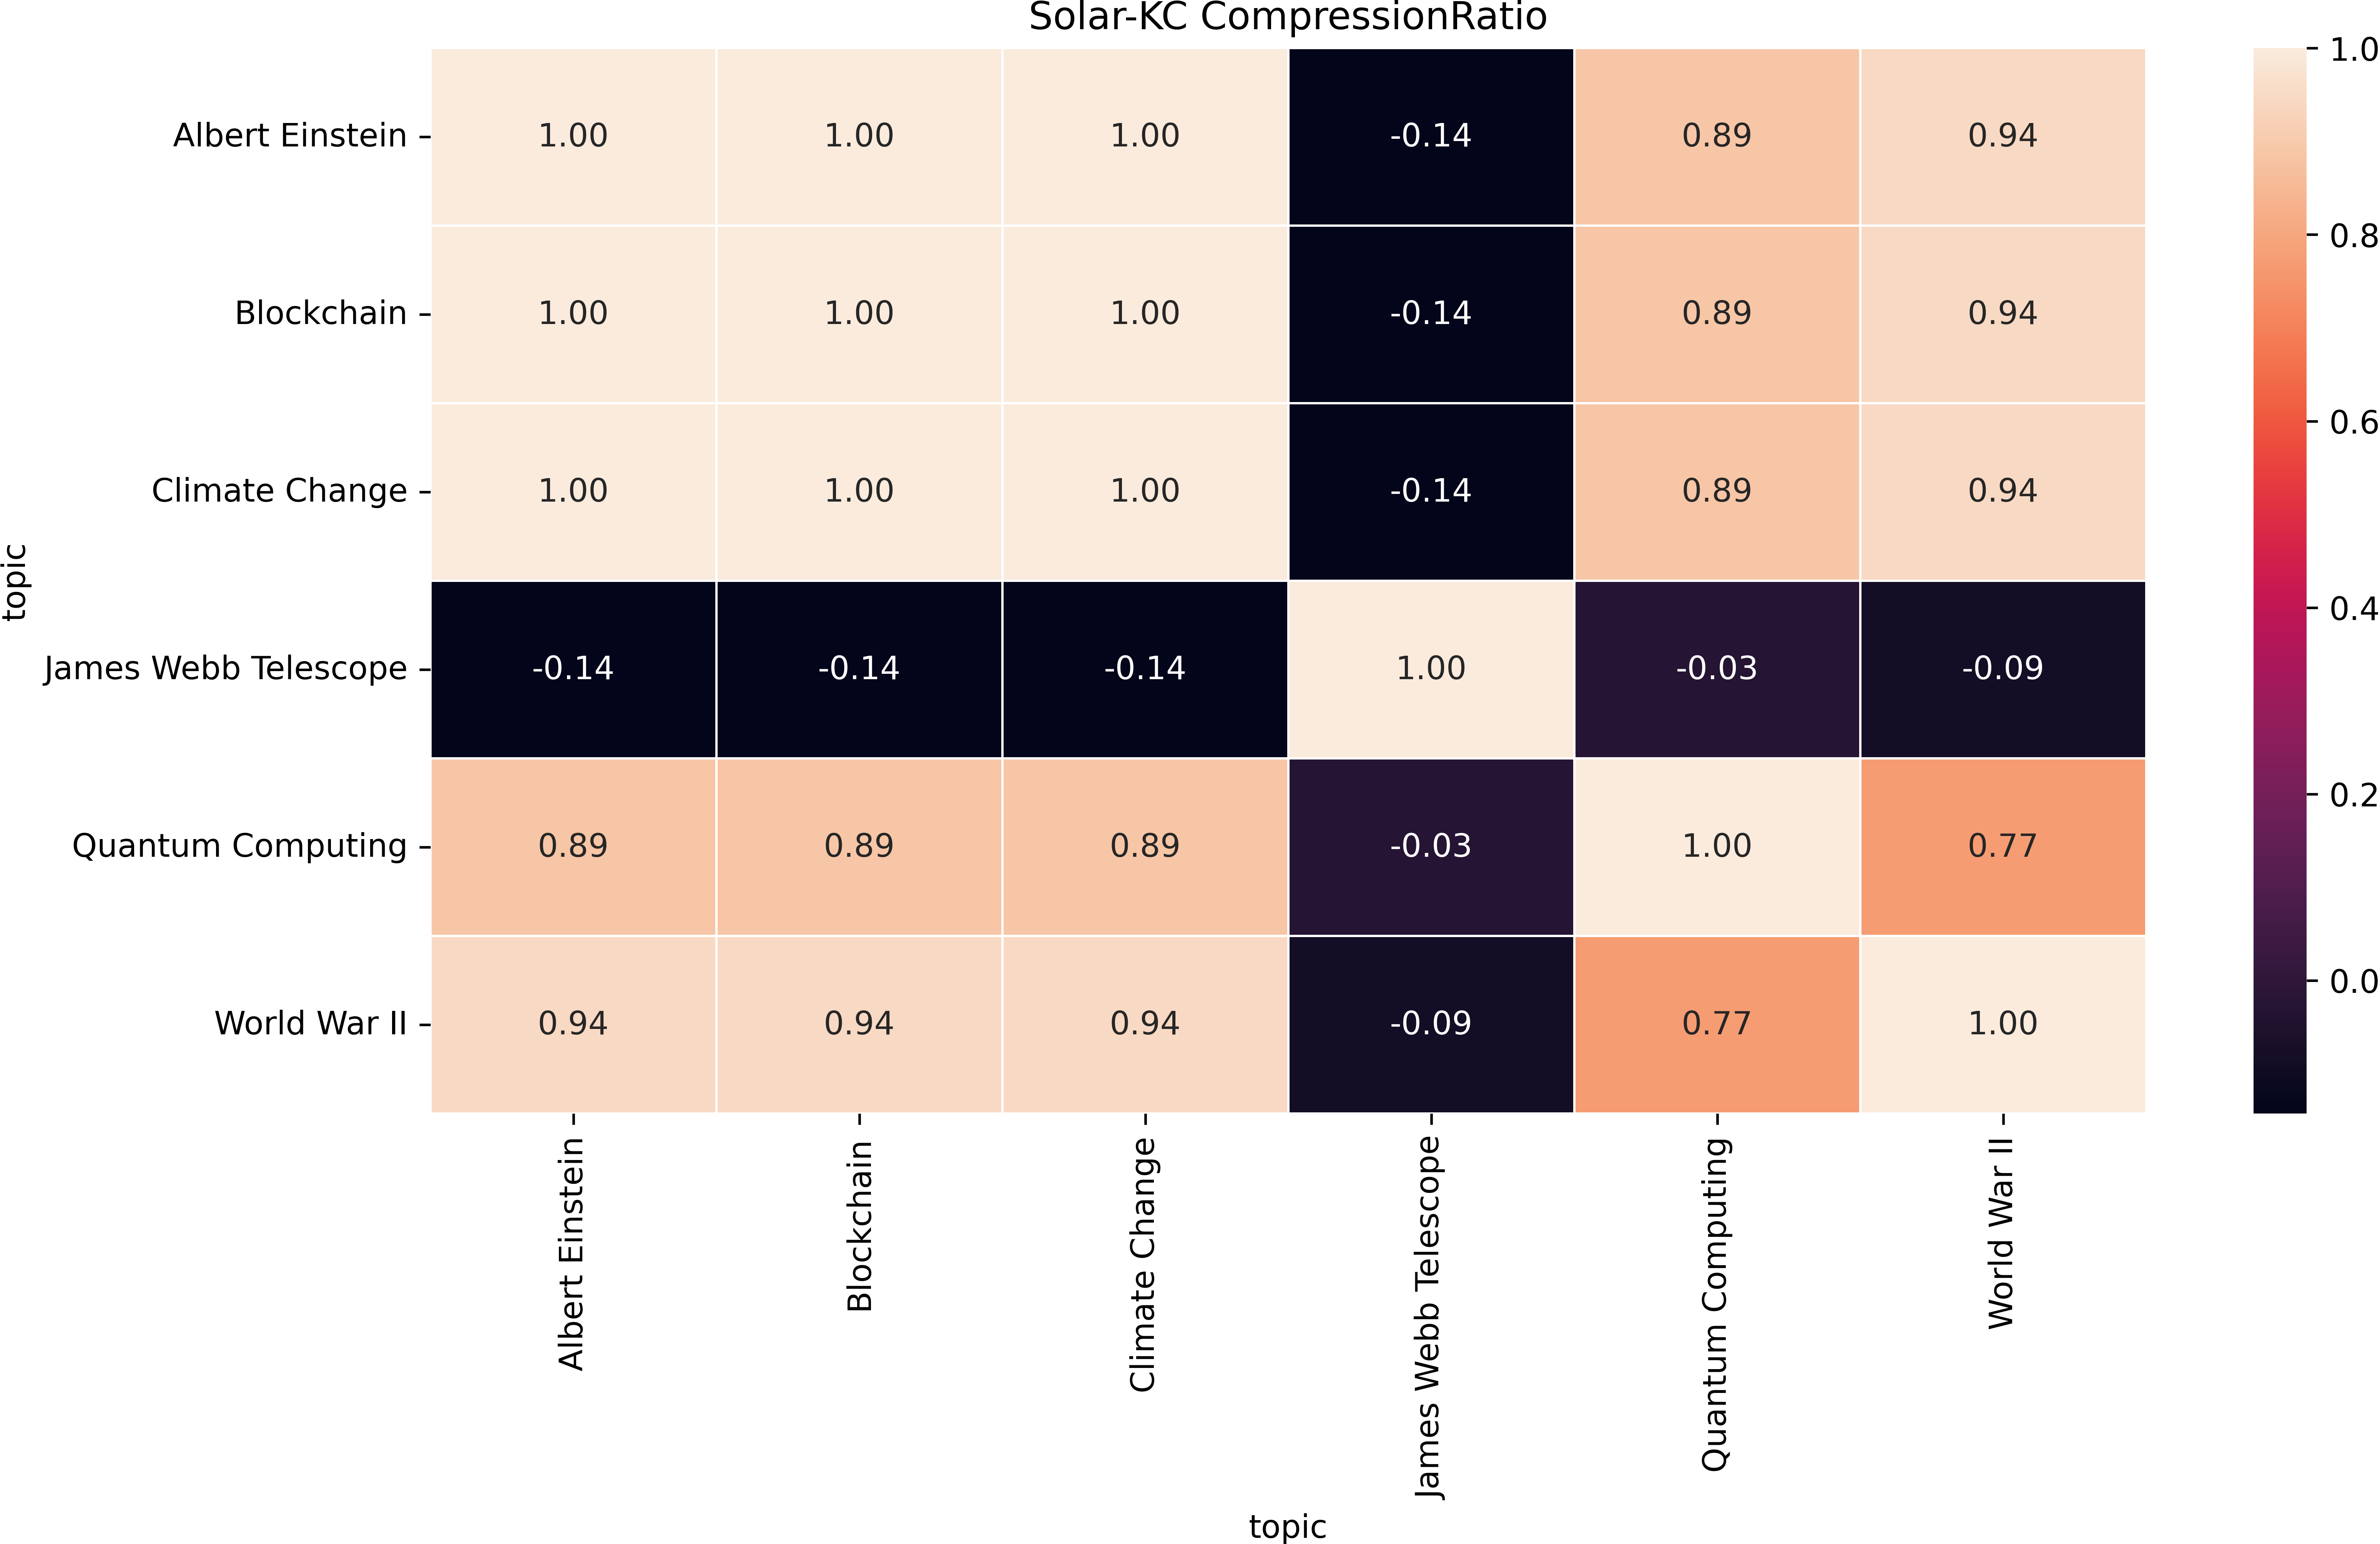 Solar-KC CompressionRatio
topic
Albert Einstein 1.00 1.00 1.00 -0.14 0.89 0.94
Blockchain 1.00 1.00 1.00 -0.14 0.89 0.94
Climate Change 1.00 1.00 1.00 -0.14 0.89 0.94
James Webb Telescope -0.14 -0.14 -0.14 1.00 -0.03 -0.09
Quantum Computing 0.89 0.89 0.89 -0.03 1.00 0.77
World War II 0.94 0.94 0.94 -0.09 0.77 1.00
Albert Einstein
Blockchain
Climate Change
James Webb Telescope
Quantum Computing
World War II
topic
1.0
0.8
0.6
0.4
0.2
0.0